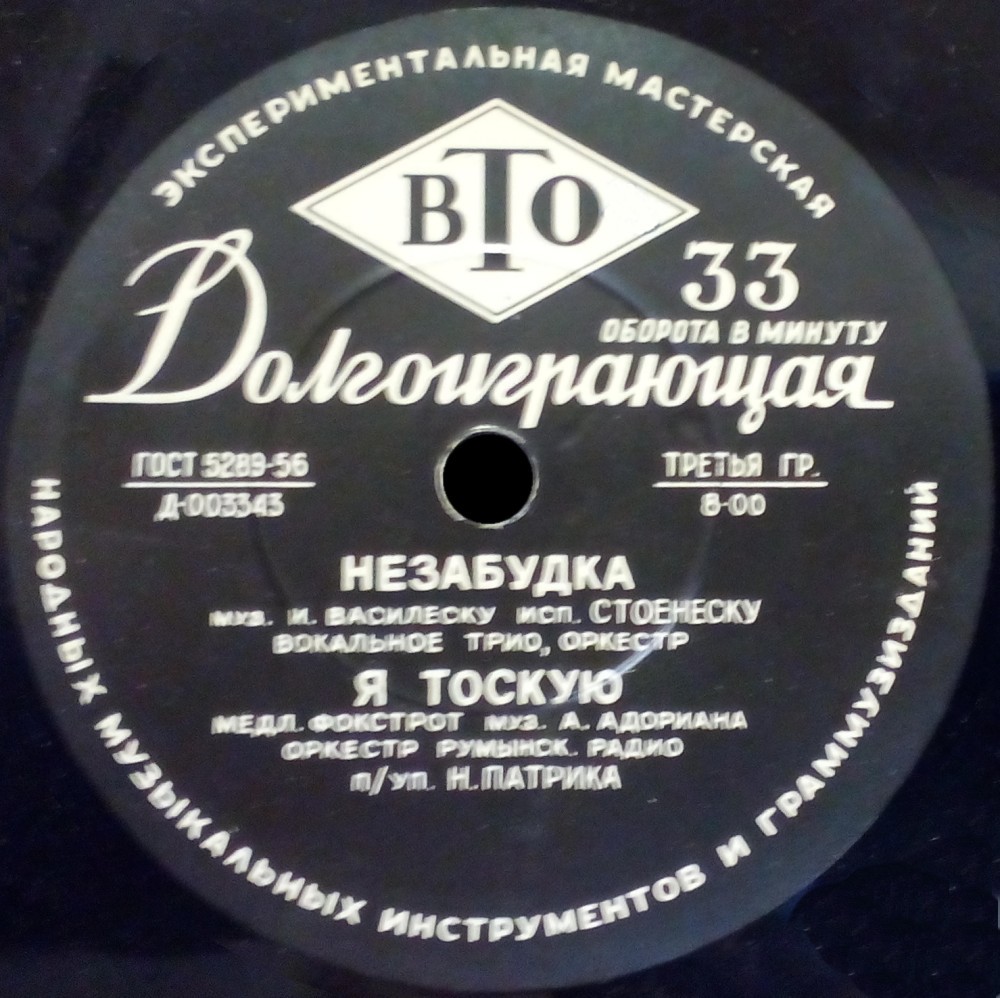 ЭКСПЕРИМЕНТАЛЬНАЯ МАСТЕРСКАЯ
ВТО
33
ОБОРОТА В МИНУТУ
Долгоиграющая
ГОСТ 5289-56
Д-003343
ТРЕТЬЯ ГР.
8-00
НЕЗАБУДКА
МУЗ. И. ВАСИЛЕСКУ ИСП. СТОЕНЕСКУ
ВОКАЛЬНОЕ ТРИО, ОРКЕСТР
Я ТОСКУЮ
МЕДЛ. ФОКСТРОТ МУЗ. А. АДОРИАНА
ОРКЕСТР РУМЫНСК. РАДИО
П/УП. Н. ПАТРИКА
НАРОДНЫХ МУЗЫКАЛЬНЫХ ИНСТРУМЕНТОВ И ГРАММУЗИЗДАНИЙ